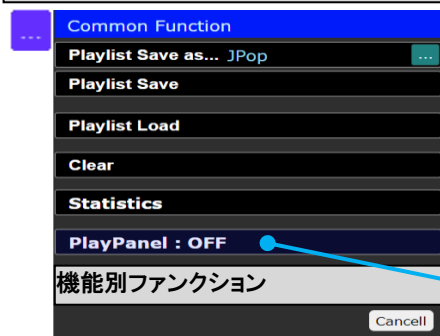 ...
Common Function
Playlist Save as... JPop ...
Playlist Save
Playlist Load
Clear
Statistics
PlayPanel : OFF
機能別ファンクション
Cancell